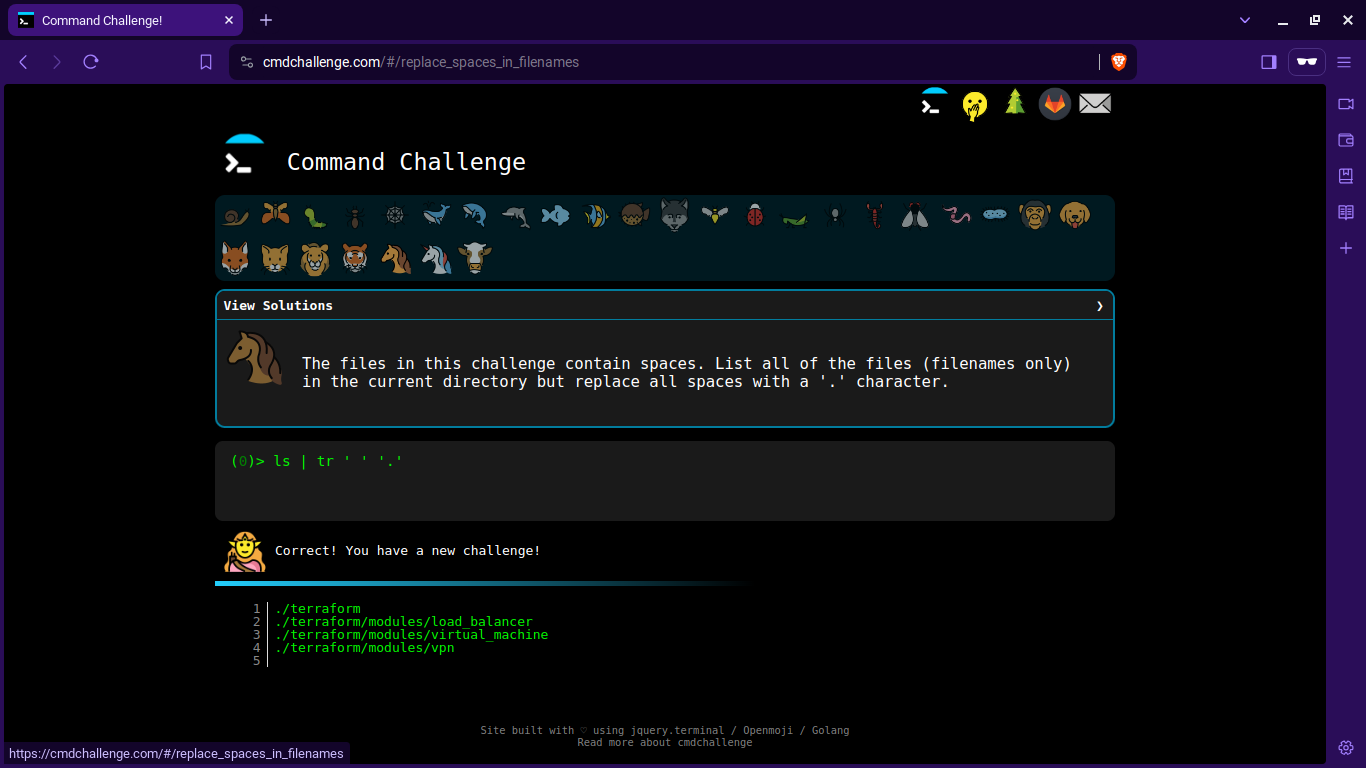 Command Challenge!
cmdchallenge.com/#/replace_spaces_in_filenames
Command Challenge
View Solutions ❯
The files in this challenge contain spaces. List all of the files (filenames only)
in the current directory but replace all spaces with a '.' character.
(0)> ls | tr ' ' '.'
Correct! You have a new challenge!
1 ./terraform
2 ./terraform/modules/load_balancer
3 ./terraform/modules/virtual_machine
4 ./terraform/modules/vpn
5
Site built with ♡ using jquery.terminal / Openmoji / Golang
Read more about cmdchallenge
https://cmdchallenge.com/#/replace_spaces_in_filenames